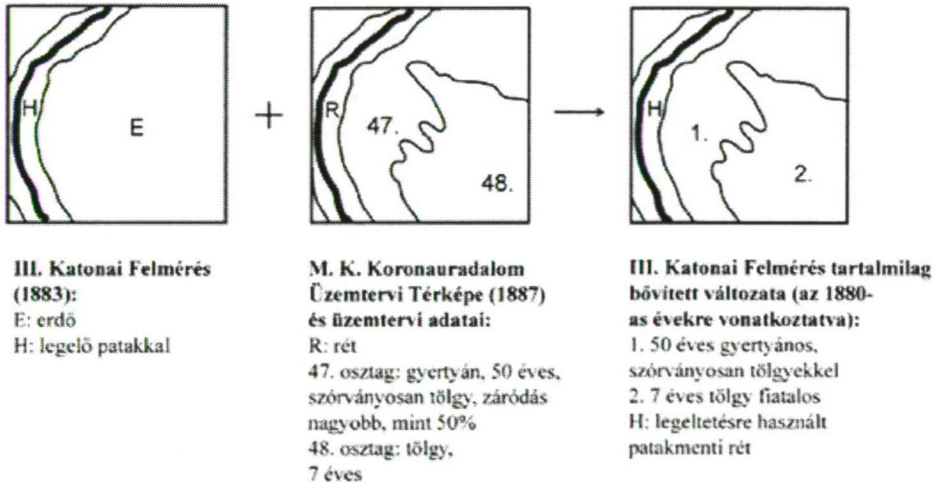 H
E
+
R
47.
48.
H
1.
2.
III. Katonai Felmérés
(1883):
E: erdő
H: legelő patakkal
M. K. Koronauradalom
Üzemtervi Térképe (1887)
és üzemtervi adatai:
R: rét
47. osztag: gyertyán, 50 éves,
szórványosan tölgy, záródás
nagyobb, mint 50%
48. osztag: tölgy,
7 éves
III. Katonai Felmérés tartalmilag
bővített változata (az 1880-
as évekre vonatkoztatva):
1. 50 éves gyertyános,
szórványosan tölgyekkel
2. 7 éves tölgy fiatalos
H: legeltetésre használt
patakmenti rét